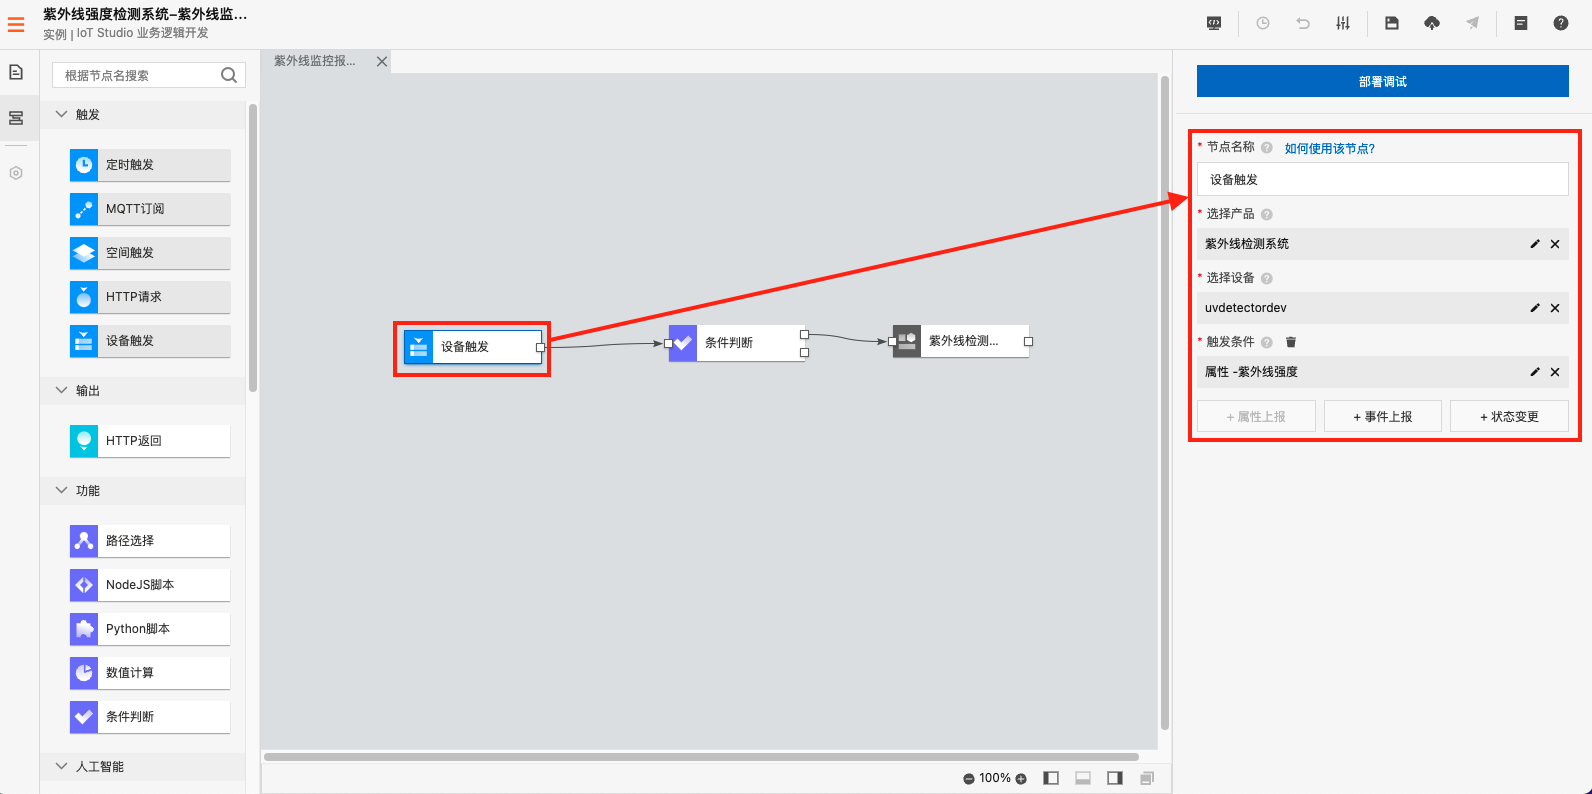 紫外线强度检测系统–紫外线监...
实例 | IoT Studio 业务逻辑开发
根据节点名搜索
触发
定时触发
MQTT订阅
空间触发
HTTP请求
设备触发
输出
HTTP返回
功能
路径选择
NodeJS脚本
Python脚本
数值计算
条件判断
人工智能
紫外线监控报...
设备触发
条件判断
紫外线检测...
100%
部署调试
* 节点名称 ? 如何使用该节点?
设备触发
* 选择产品 ?
紫外线检测系统
* 选择设备 ?
uvdetectordev
* 触发条件 ?
属性 -紫外线强度
+ 属性上报
+ 事件上报
+ 状态变更